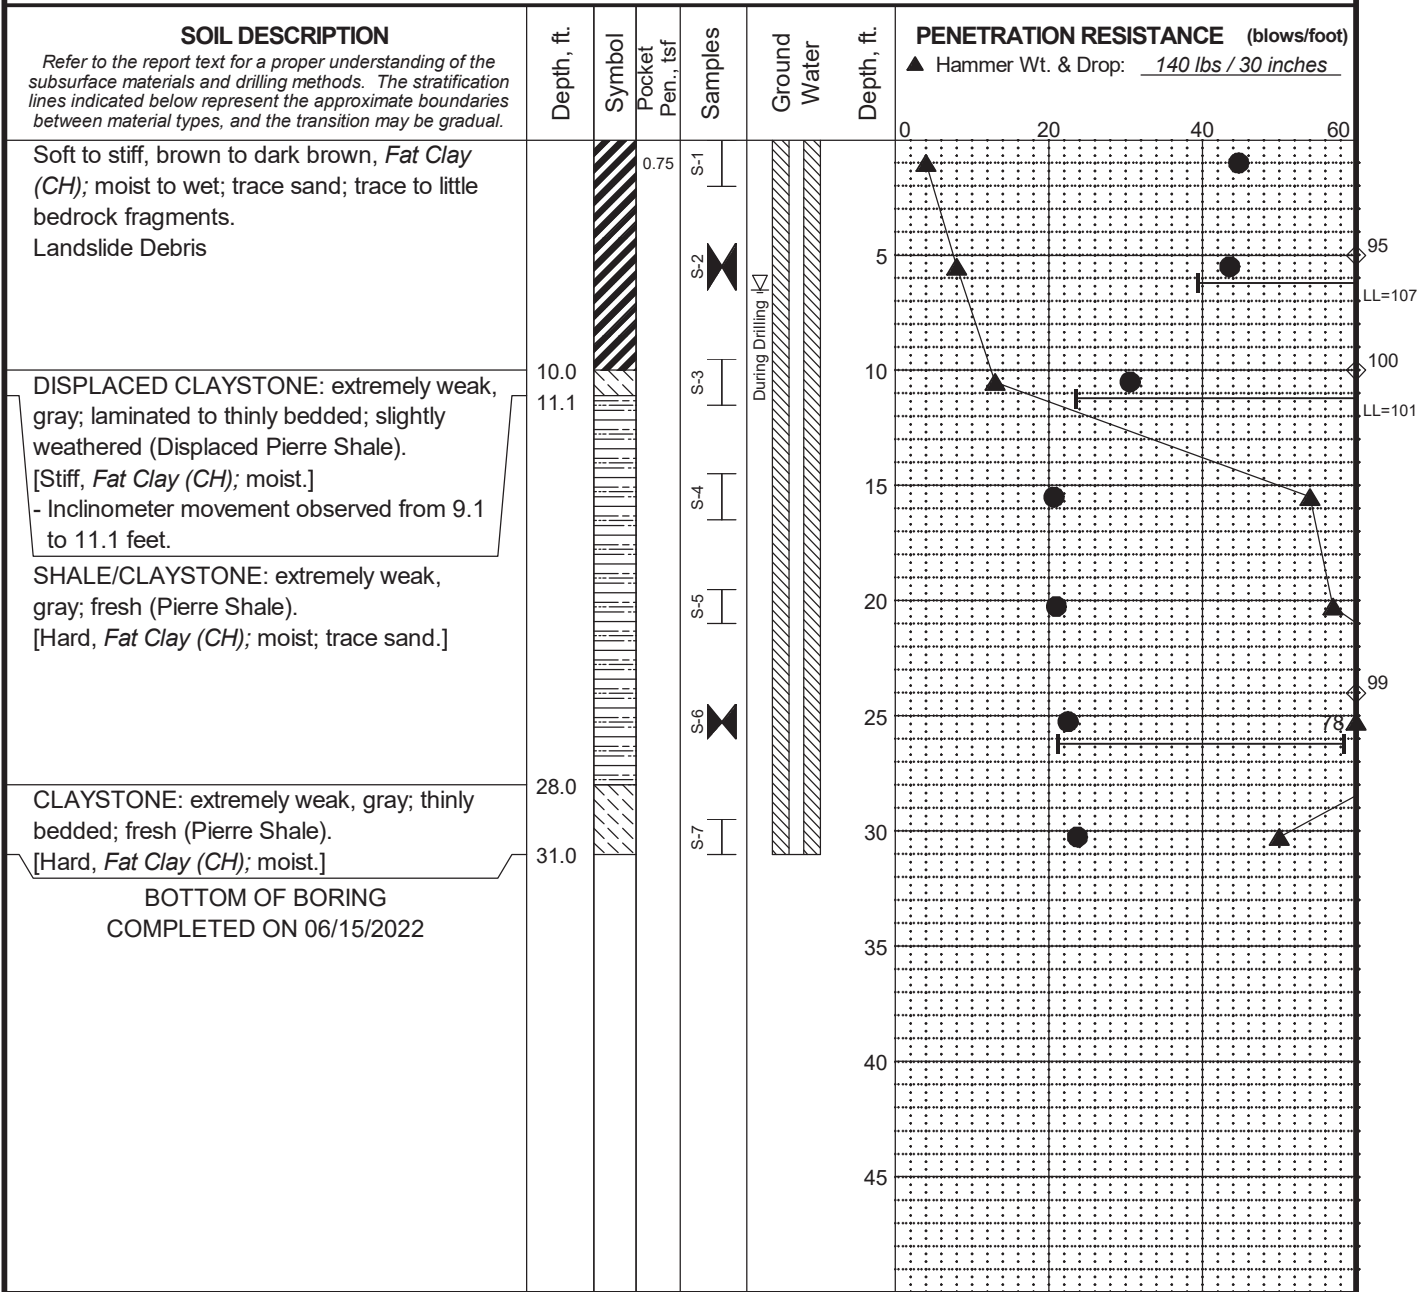 SOIL DESCRIPTION
Refer to the report text for a proper understanding of the
subsurface materials and drilling methods. The stratification
lines indicated below represent the approximate boundaries
between material types, and the transition may be gradual.
Depth, ft.
Symbol
Pocket
Pen., tsf
Samples
Ground
Water
Depth, ft.
PENETRATION RESISTANCE (blows/foot)
▲ Hammer Wt. & Drop: 140 lbs / 30 inches
0 20 40 60
Soft to stiff, brown to dark brown, Fat Clay
(CH); moist to wet; trace sand; trace to little
bedrock fragments.
Landslide Debris
10.0
DISPLACED CLAYSTONE: extremely weak,
gray; laminated to thinly bedded; slightly
weathered (Displaced Pierre Shale).
[Stiff, Fat Clay (CH); moist.]
- Inclinometer movement observed from 9.1
to 11.1 feet.
11.1
SHALE/CLAYSTONE: extremely weak,
gray; fresh (Pierre Shale).
[Hard, Fat Clay (CH); moist; trace sand.]
28.0
CLAYSTONE: extremely weak, gray; thinly
bedded; fresh (Pierre Shale).
[Hard, Fat Clay (CH); moist.]
31.0
BOTTOM OF BORING
COMPLETED ON 06/15/2022
0.75
S-1
S-2
S-3
S-4
S-5
S-6
S-7
During Drilling
5
10
15
20
25
30
35
40
45
95
LL=107
100
LL=101
99
78